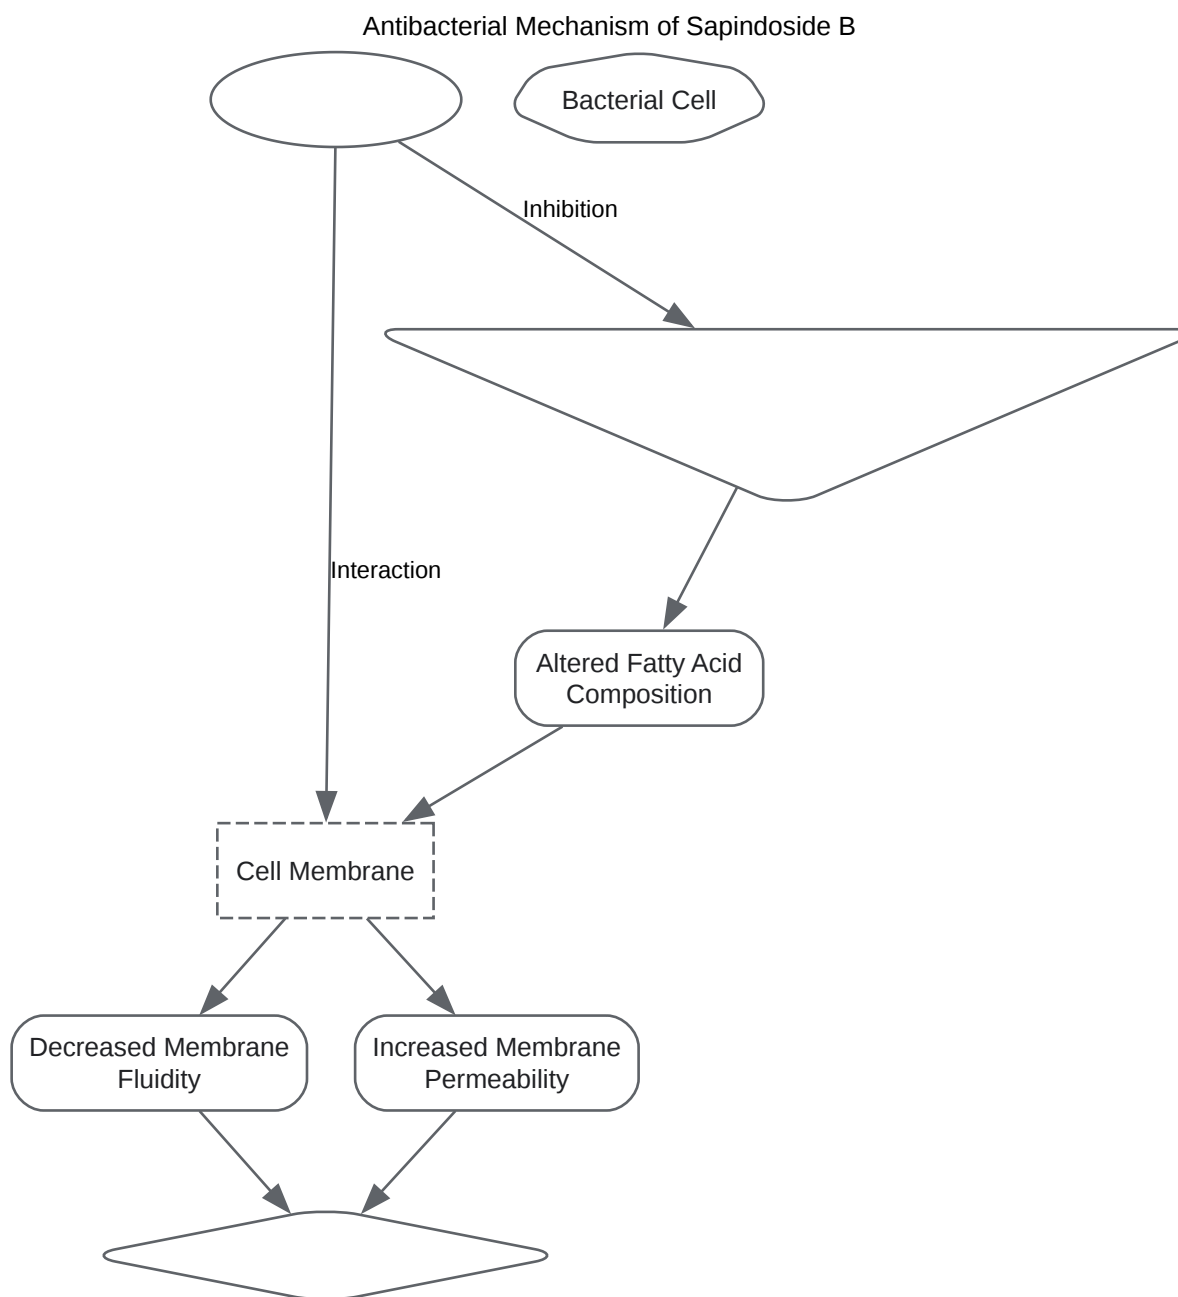 Antibacterial Mechanism of Sapindoside B
Bacterial Cell
Inhibition
Interaction
Altered Fatty Acid
Composition
Cell Membrane
Decreased Membrane
Fluidity
Increased Membrane
Permeability